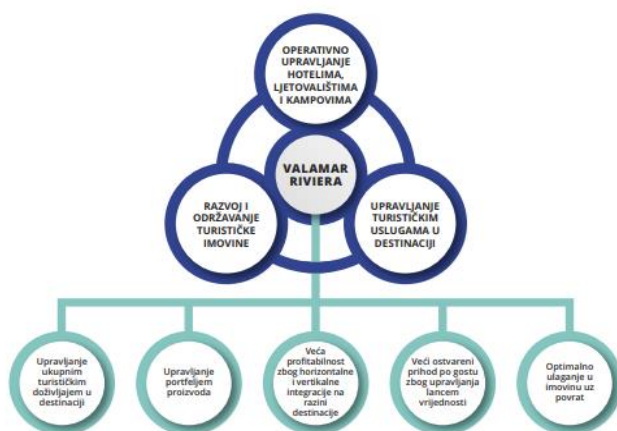 OPERATIVNO
UPRAVLJANJE
HOTELIMA,
LJETOVALIŠTIMA
I KAMPOVIMA
VALAMAR
RIVIERA
RAZVOJ I
ODRŽAVANJE
TURISTIČKE
IMOVINE
UPRAVLJANJE
TURISTIČKIM
USLUGAMA U
DESTINACIJI
Upravljanje
ukupnim
turističkim
doživljajem u
destinaciji
Upravljanje
portfeljem
proizvoda
Veća
profitabilnost
zbog horizontalne
i vertikalne
integracije na
razini
destinacije
Veći ostvareni
prihod po gostu
zbog upravljanja
lancem
vrijednosti
Optimalno
ulaganje u
imovinu uz
povrat